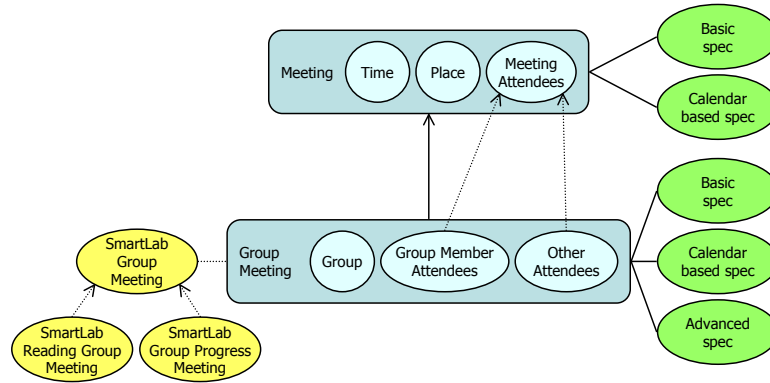 Basic
spec
Meeting
Time
Place
Meeting
Attendees
Calendar
based spec
Basic
spec
SmartLab
Group
Meeting
Group
Meeting
Group
Group Member
Attendees
Other
Attendees
Calendar
based spec
Advanced
spec
SmartLab
Reading Group
Meeting
SmartLab
Group Progress
Meeting